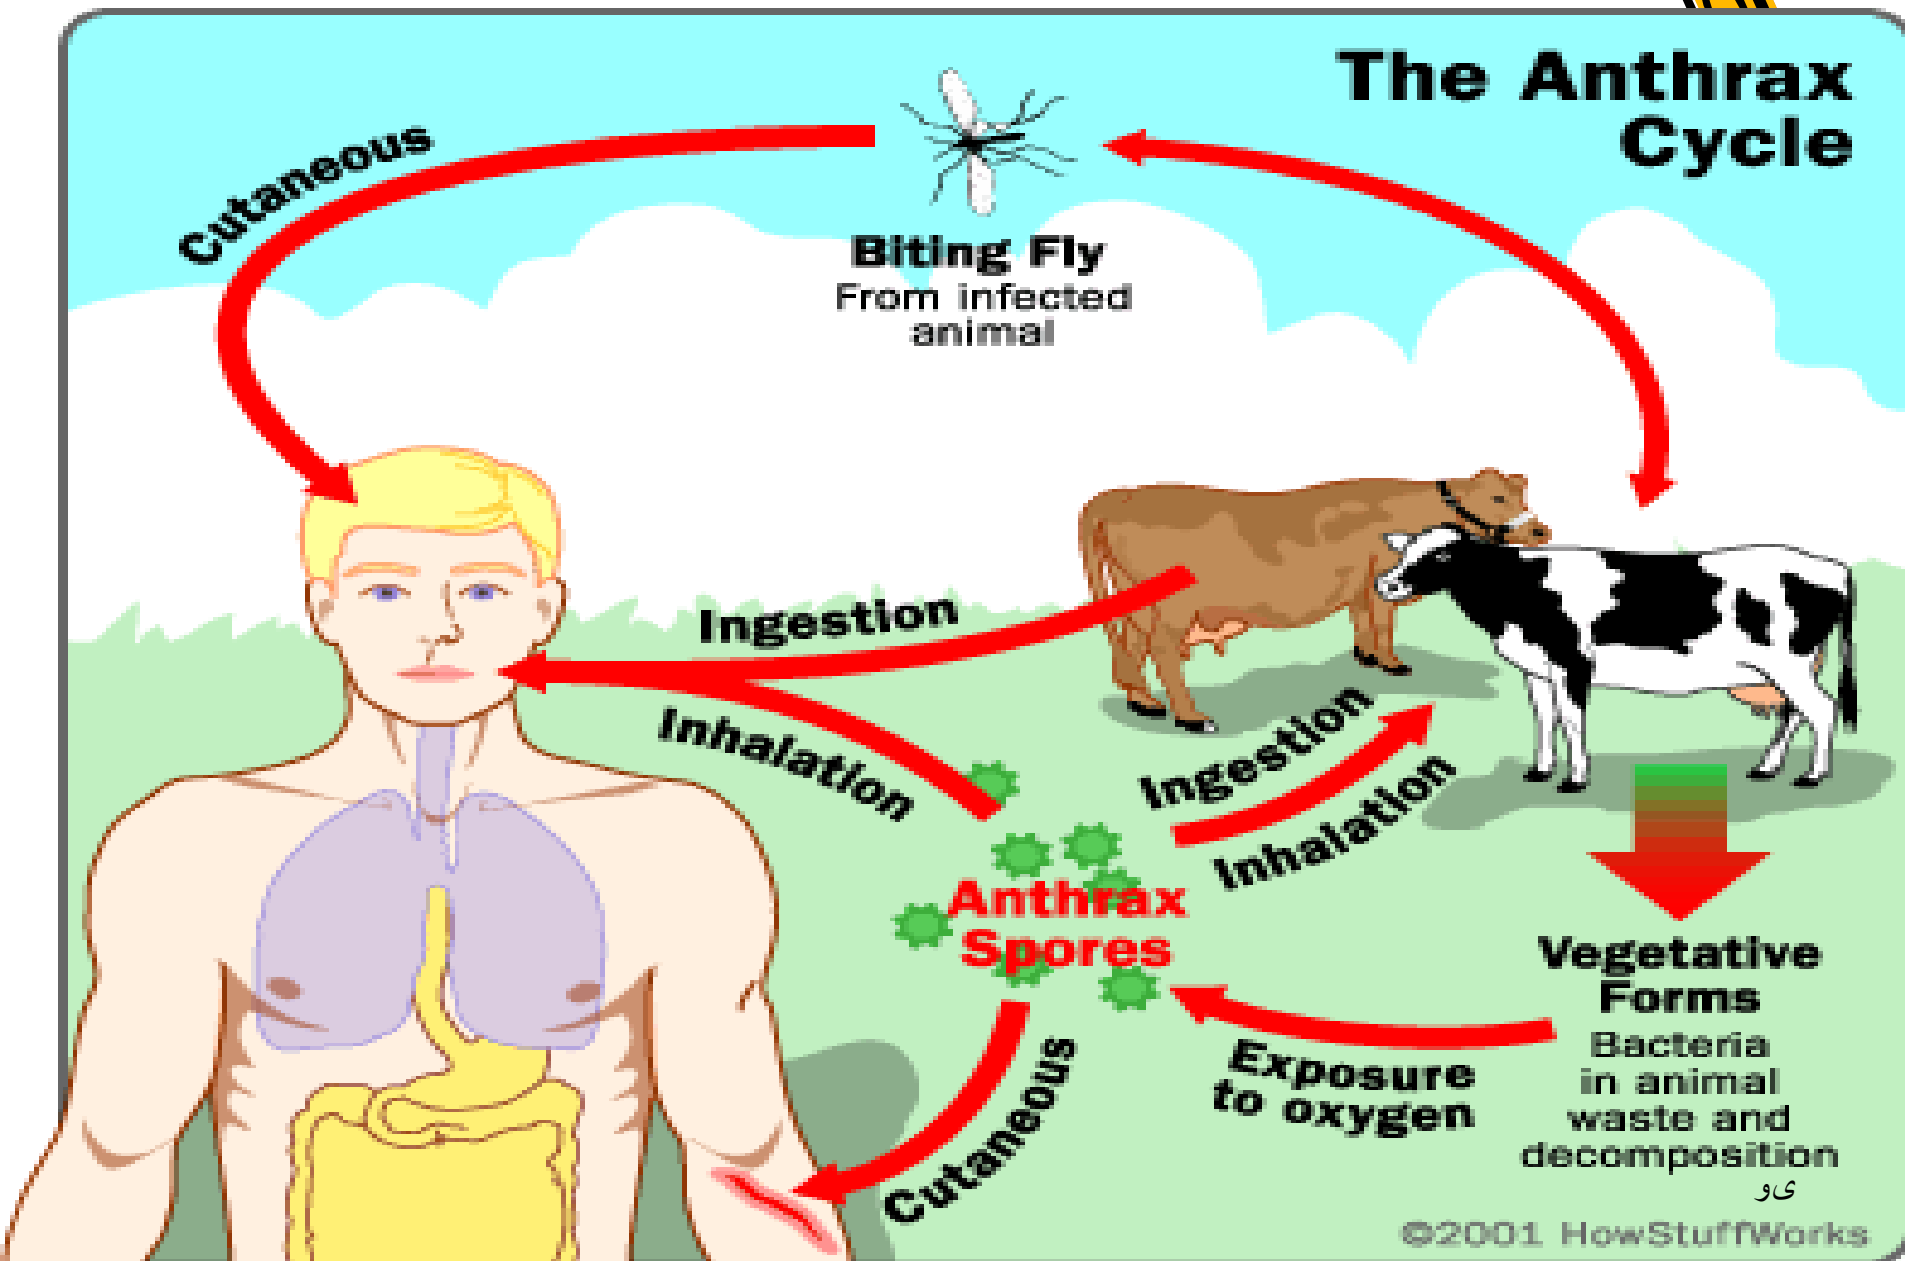 The Anthrax
Cycle
Cutaneous
Biting Fly
From infected
animal
Ingestion
Inhalation
Ingestion
Inhalation
Anthrax
Spores
Vegetative
Forms
Bacteria
in animal
waste and
decomposition
Exposure
to oxygen
Cutaneous
وی
©2001 HowStuffWorks